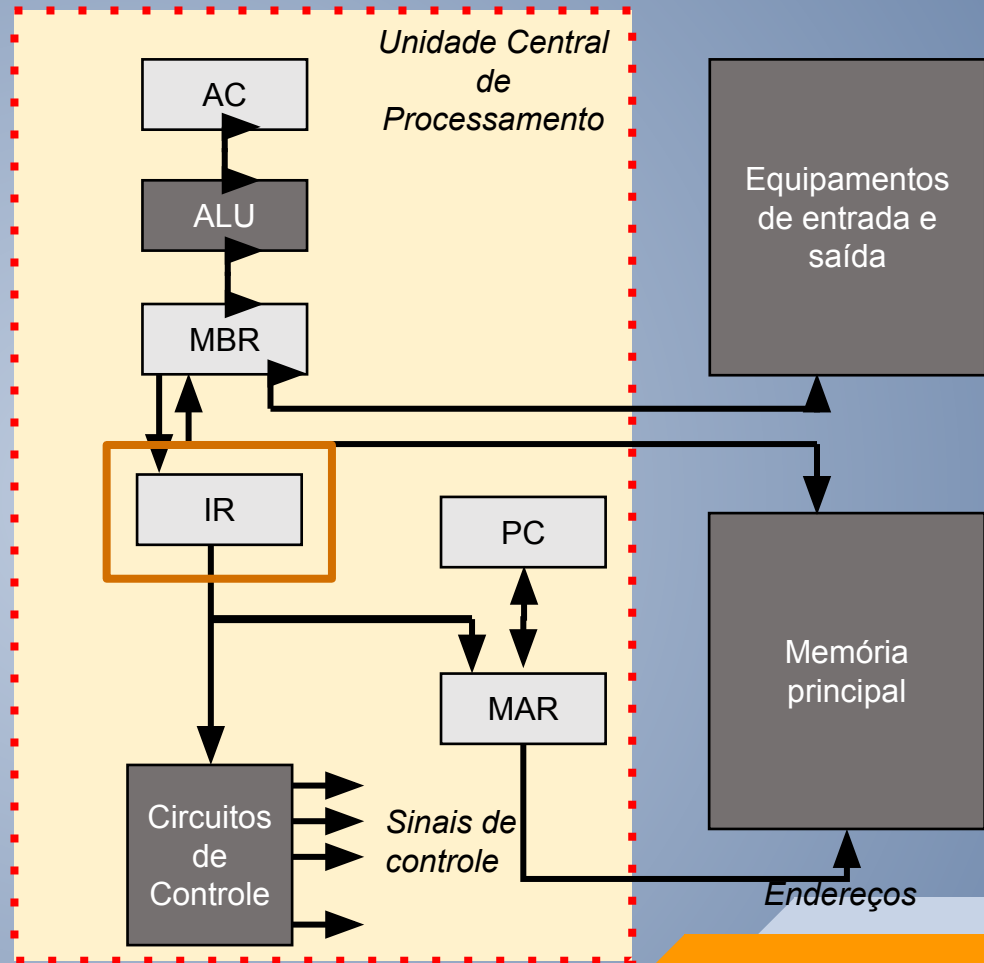 Unidade Central
de
Processamento
AC
ALU
MBR
IR
PC
MAR
Circuitos
de
Controle
Sinais de
controle
Equipamentos
de entrada e
saída
Memória
principal
Endereços